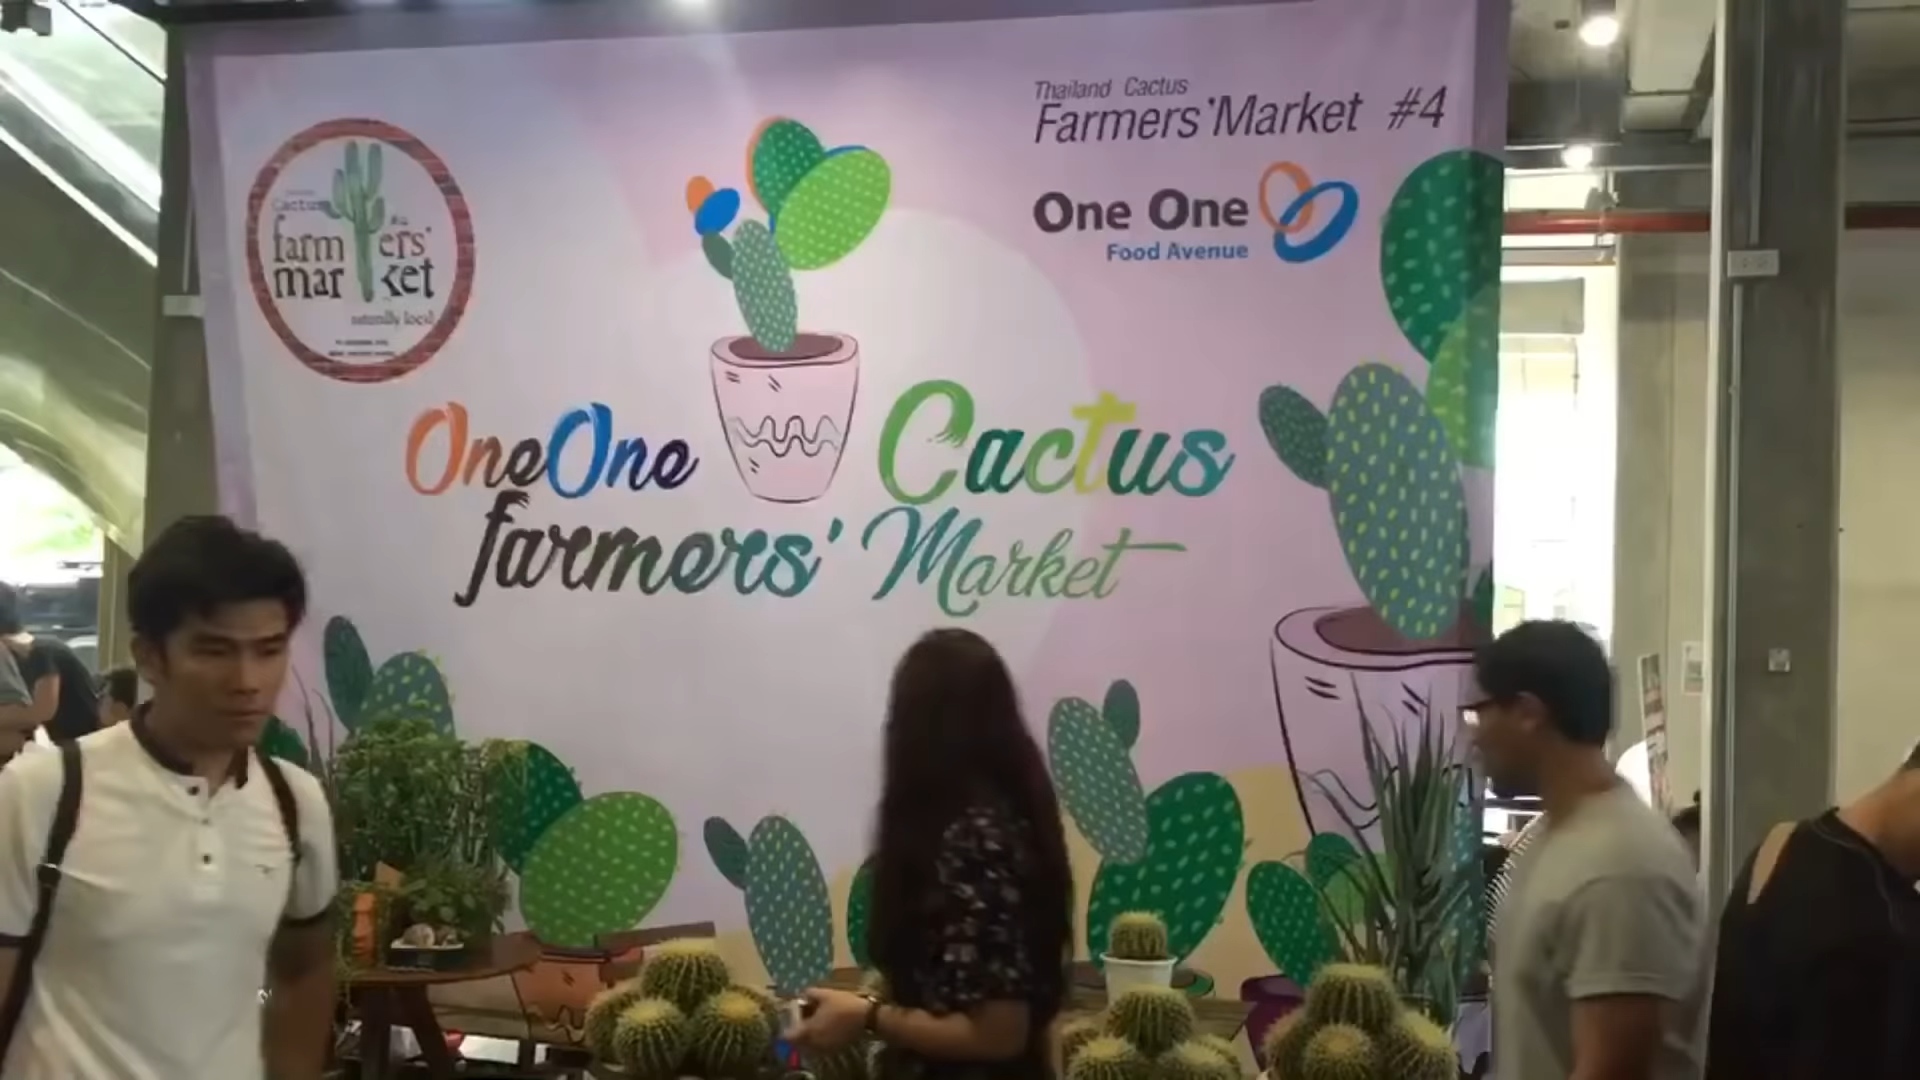 Thailand Cactus
Farmers' Market #4
One One
Food Avenue
Cactus
farmers'
market
naturally local
OneOne Cactus
farmers' Market